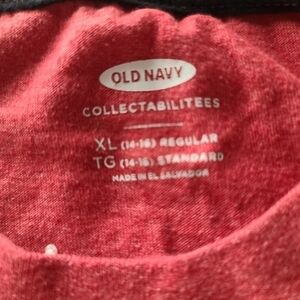 OLD NAVY
COLLECTABILITEES
XL (14-16) REGULAR
TG (14-16) STANDARD
MADE IN EL SALVADOR